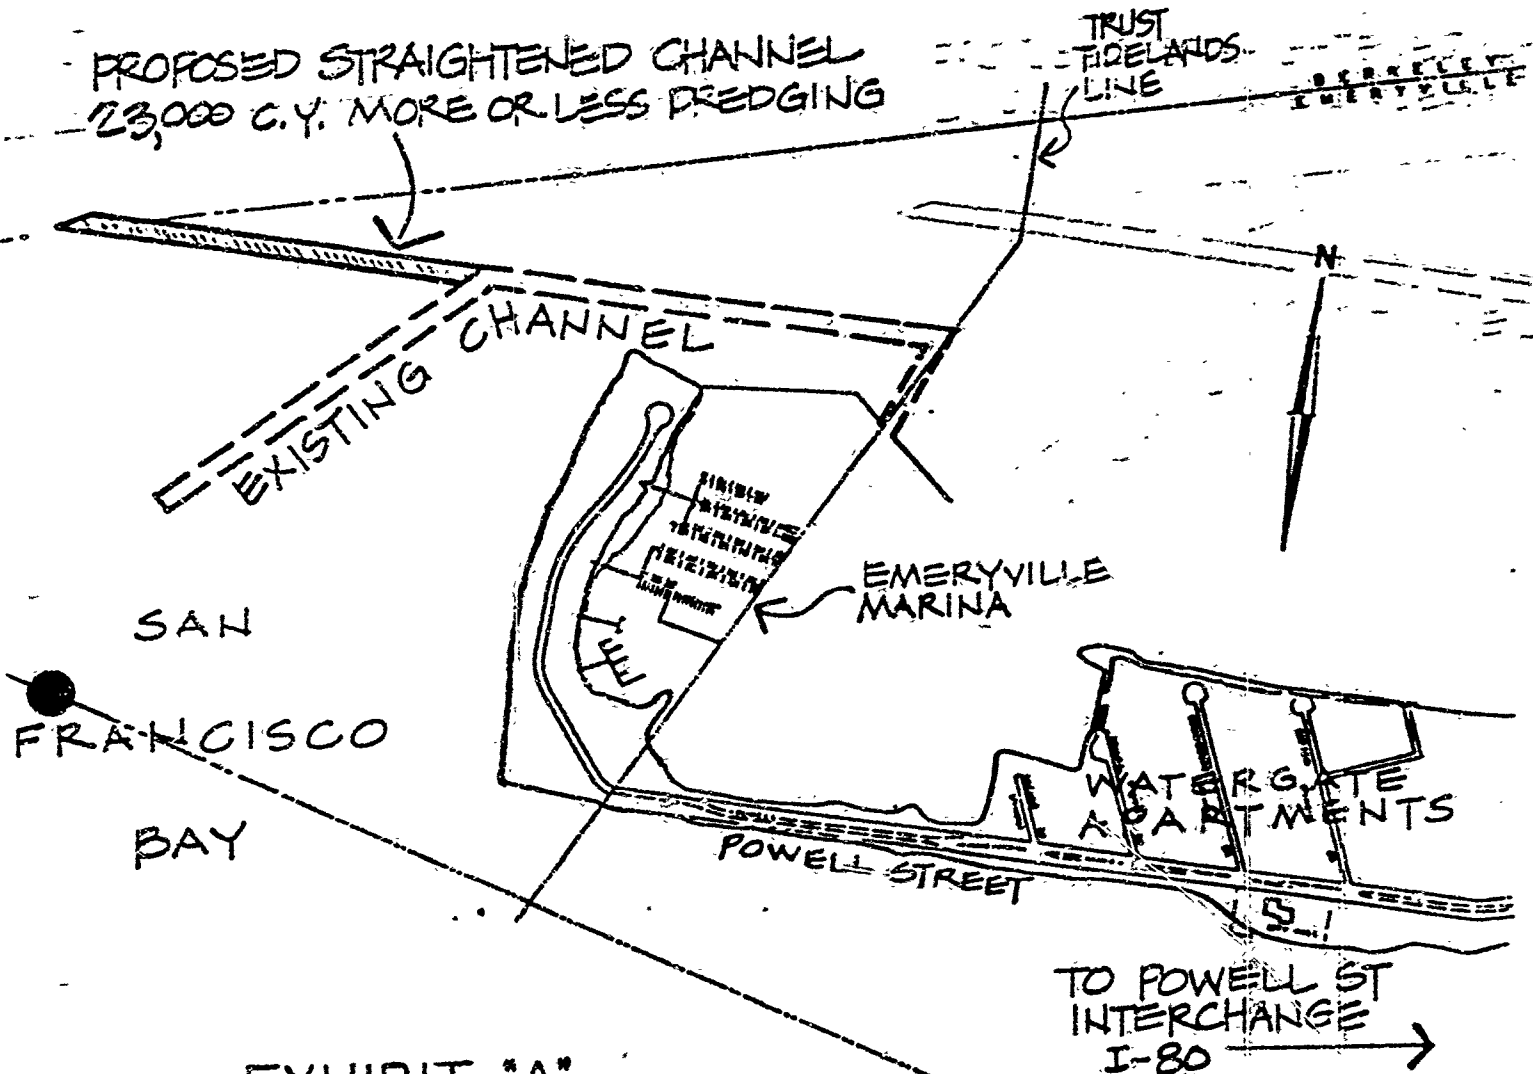 PROPOSED STRAIGHTENED CHANNEL
23,000 C.Y. MORE OR LESS DREDGING
TRUST
TIDELANDS
LINE
BERKELEY
EMERYVILLE
N
EXISTING CHANNEL
EMERYVILLE
MARINA
SAN
FRANCISCO
BAY
WATERGATE
APARTMENTS
POWELL STREET
TO POWELL ST
INTERCHANGE
I-80
EXHIBIT "A"